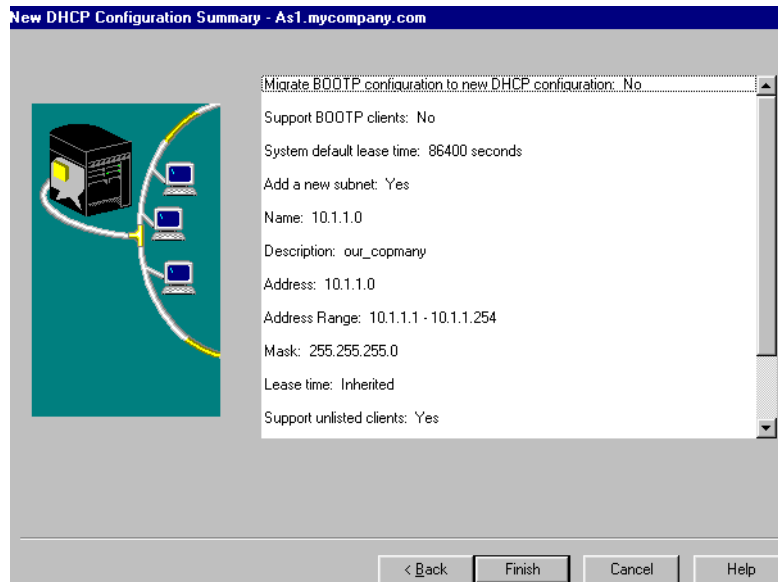 New DHCP Configuration Summary - As1.mycompany.com
Migrate BOOTP configuration to new DHCP configuration: No
Support BOOTP clients: No
System default lease time: 86400 seconds
Add a new subnet: Yes
Name: 10.1.1.0
Description: our_copmany
Address: 10.1.1.0
Address Range: 10.1.1.1 - 10.1.1.254
Mask: 255.255.255.0
Lease time: Inherited
Support unlisted clients: Yes
< Back
Finish
Cancel
Help